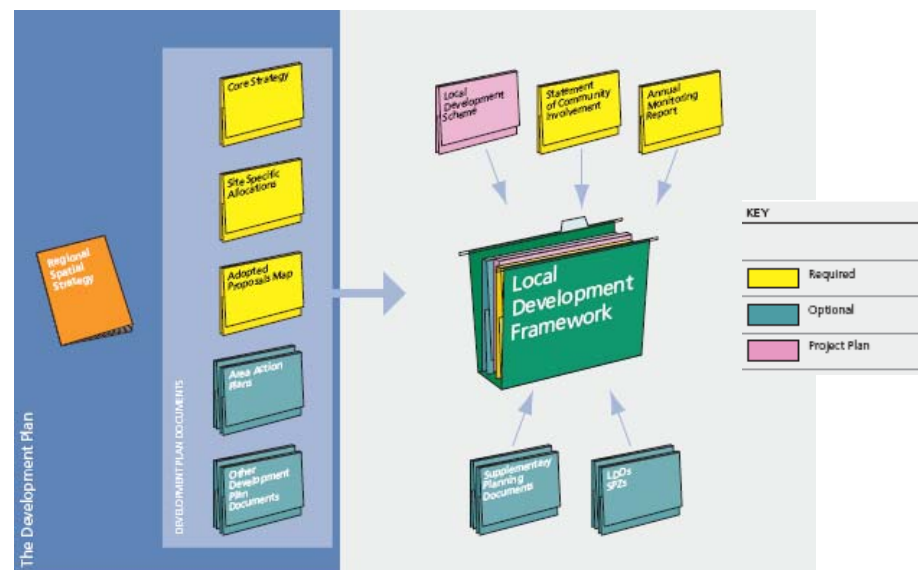 The Development Plan
Regional
Spatial
Strategy
DEVELOPMENT PLAN DOCUMENTS
Core Strategy
Site Specific
Allocations
Adopted
Proposals Map
Area Action
Plans
Other
Development
Plan
Documents
Local
Development
Scheme
Statement
of Community
Involvement
Annual
Monitoring
Report
Local
Development
Framework
Supplementary
Planning
Documents
LDOs
SPZs
KEY
Required
Optional
Project Plan